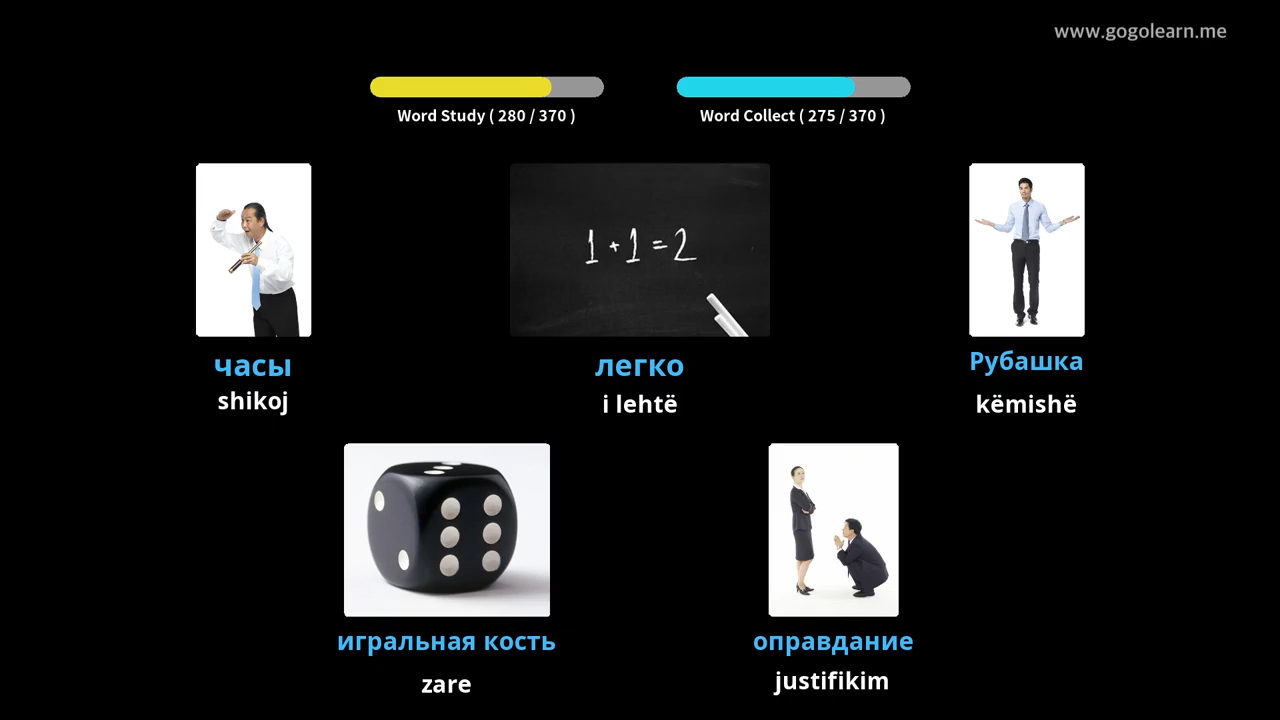 www.gogolearn.me
Word Study ( 280 / 370 )
Word Collect ( 275 / 370 )
1 + 1 = 2
часы
shikoj
легко
i lehtë
Рубашка
këmishë
игральная кость
zare
оправдание
justifikim